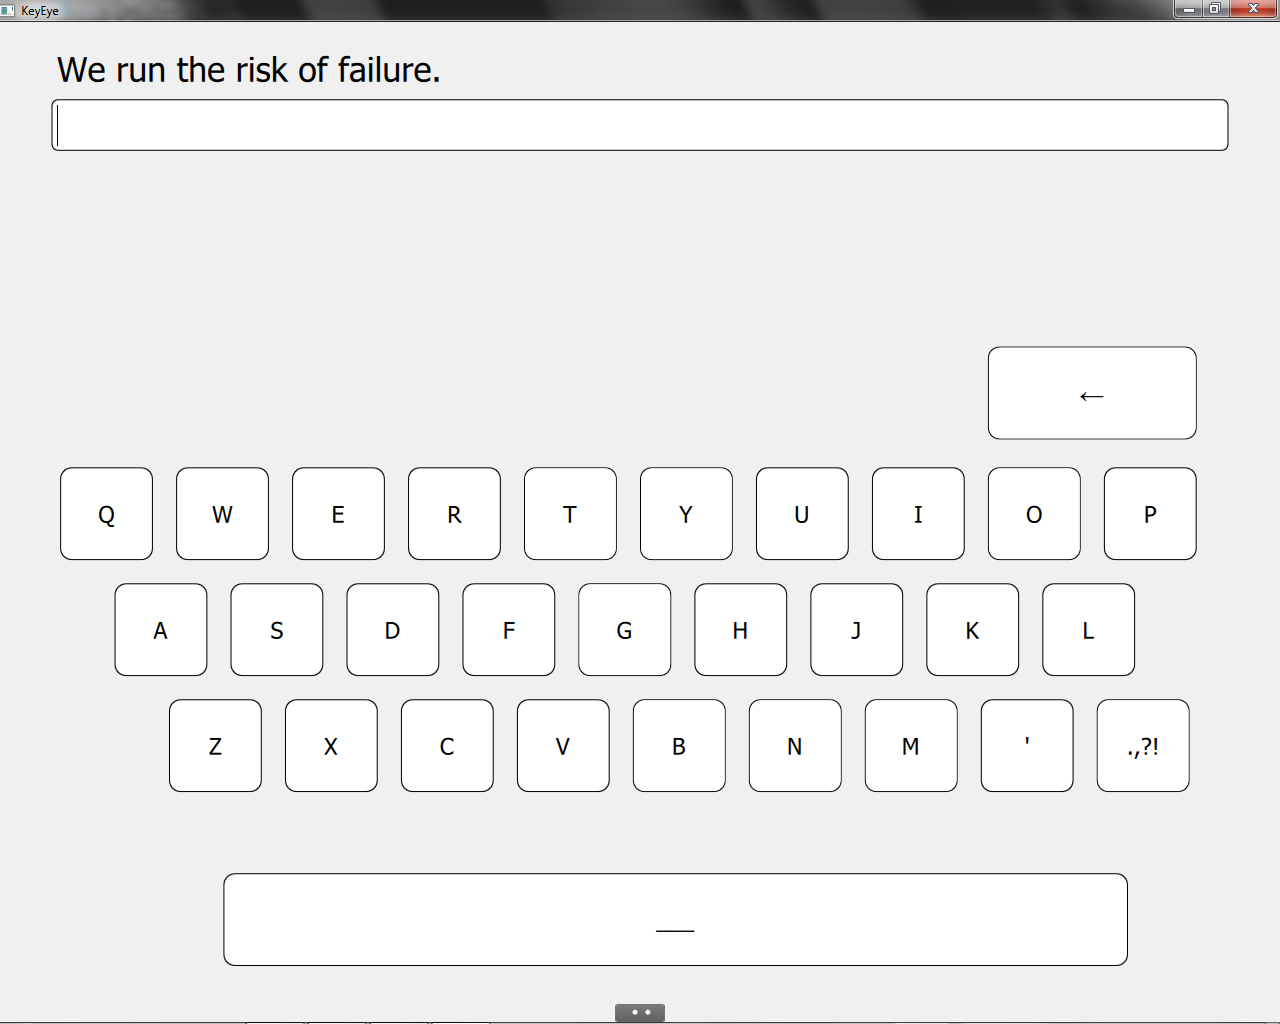 KeyEye
We run the risk of failure.
←
Q W E R T Y U I O P
A S D F G H J K L
Z X C V B N M ' .,?!
__